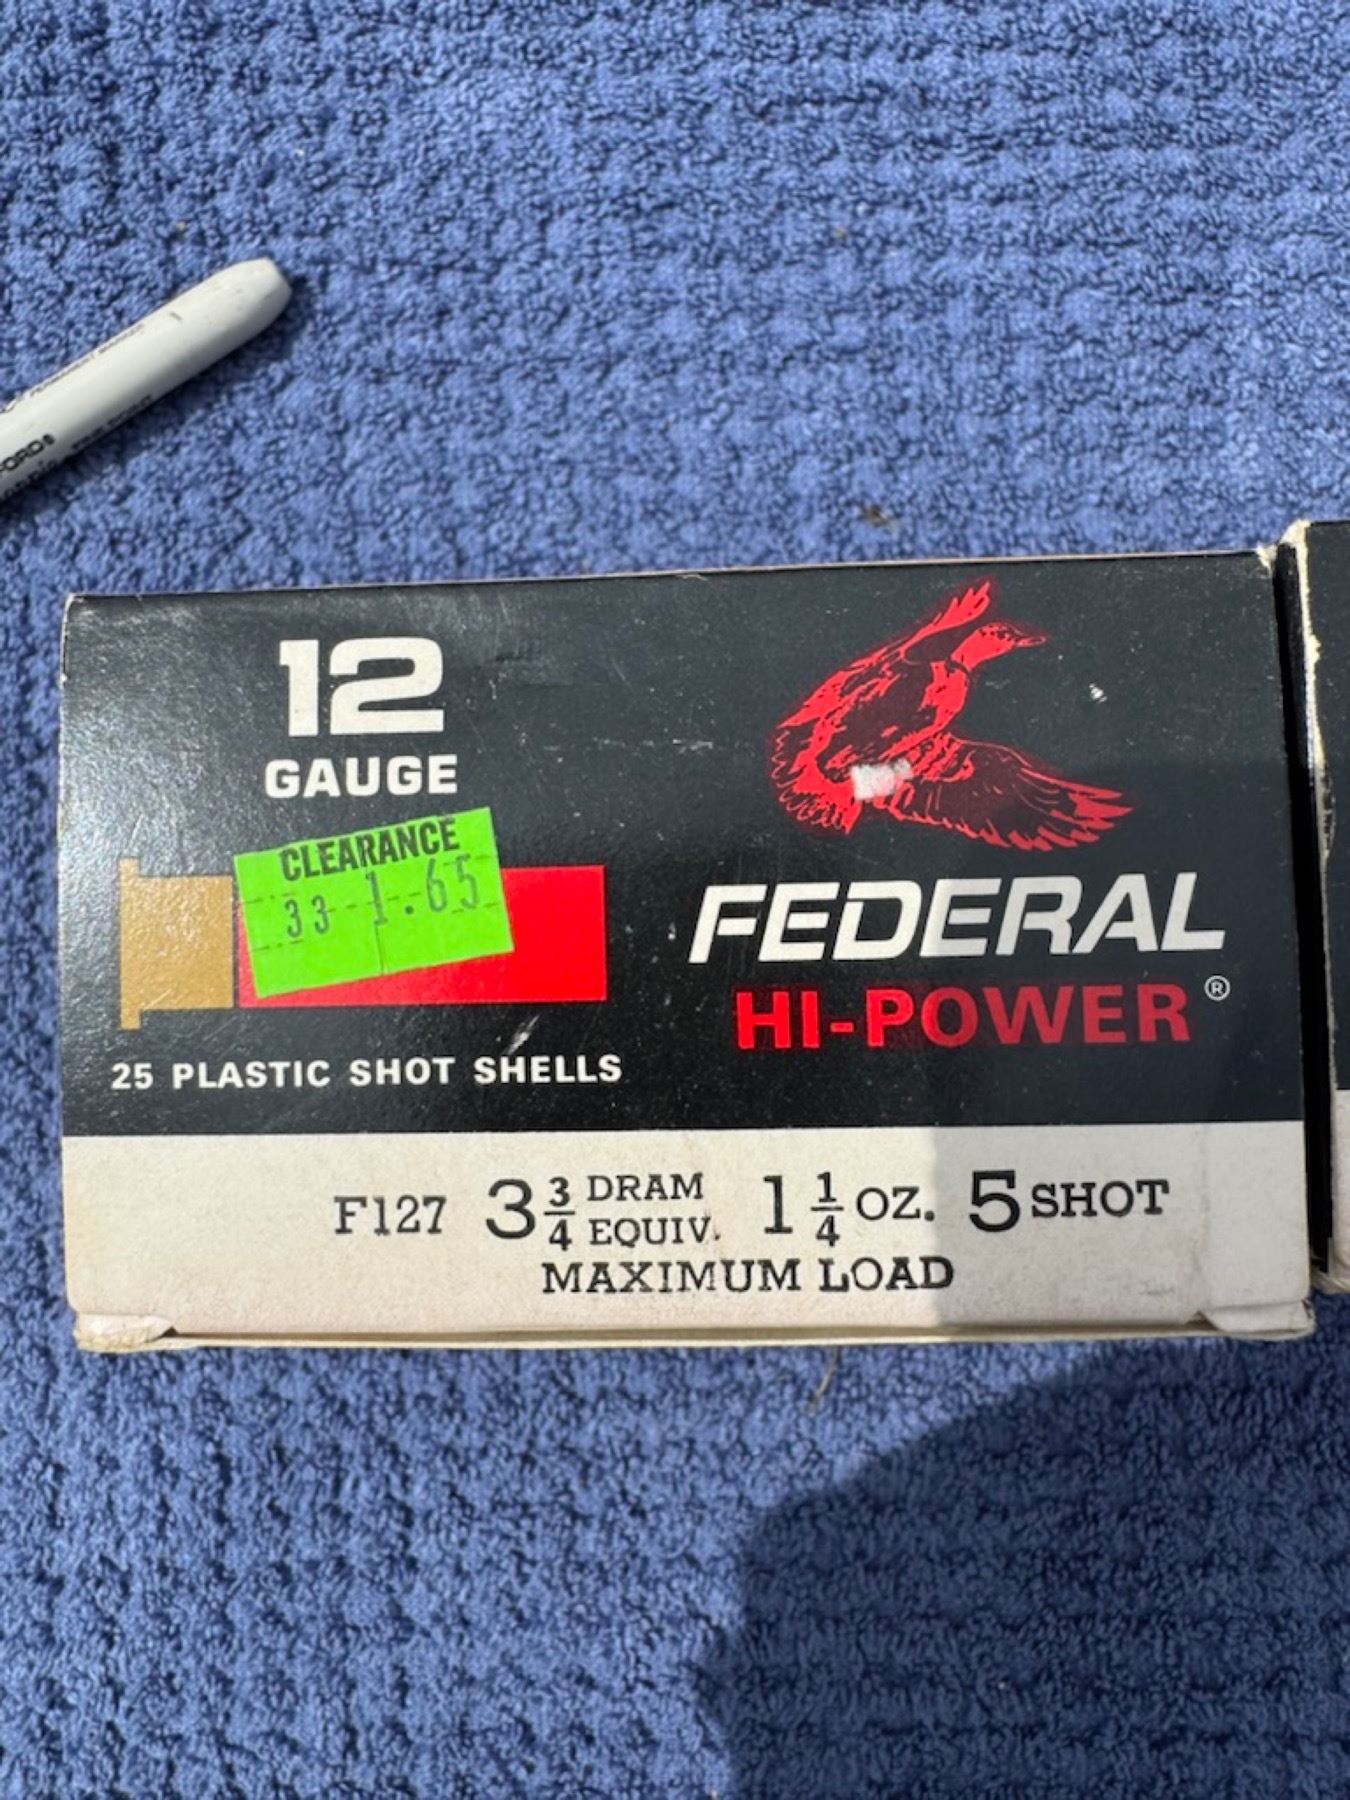 12
GAUGE
CLEARANCE
33 1.65
25 PLASTIC SHOT SHELLS
FEDERAL
HI-POWER®
F127 3 3/4 DRAM EQUIV. 1 1/4 OZ. 5 SHOT
MAXIMUM LOAD